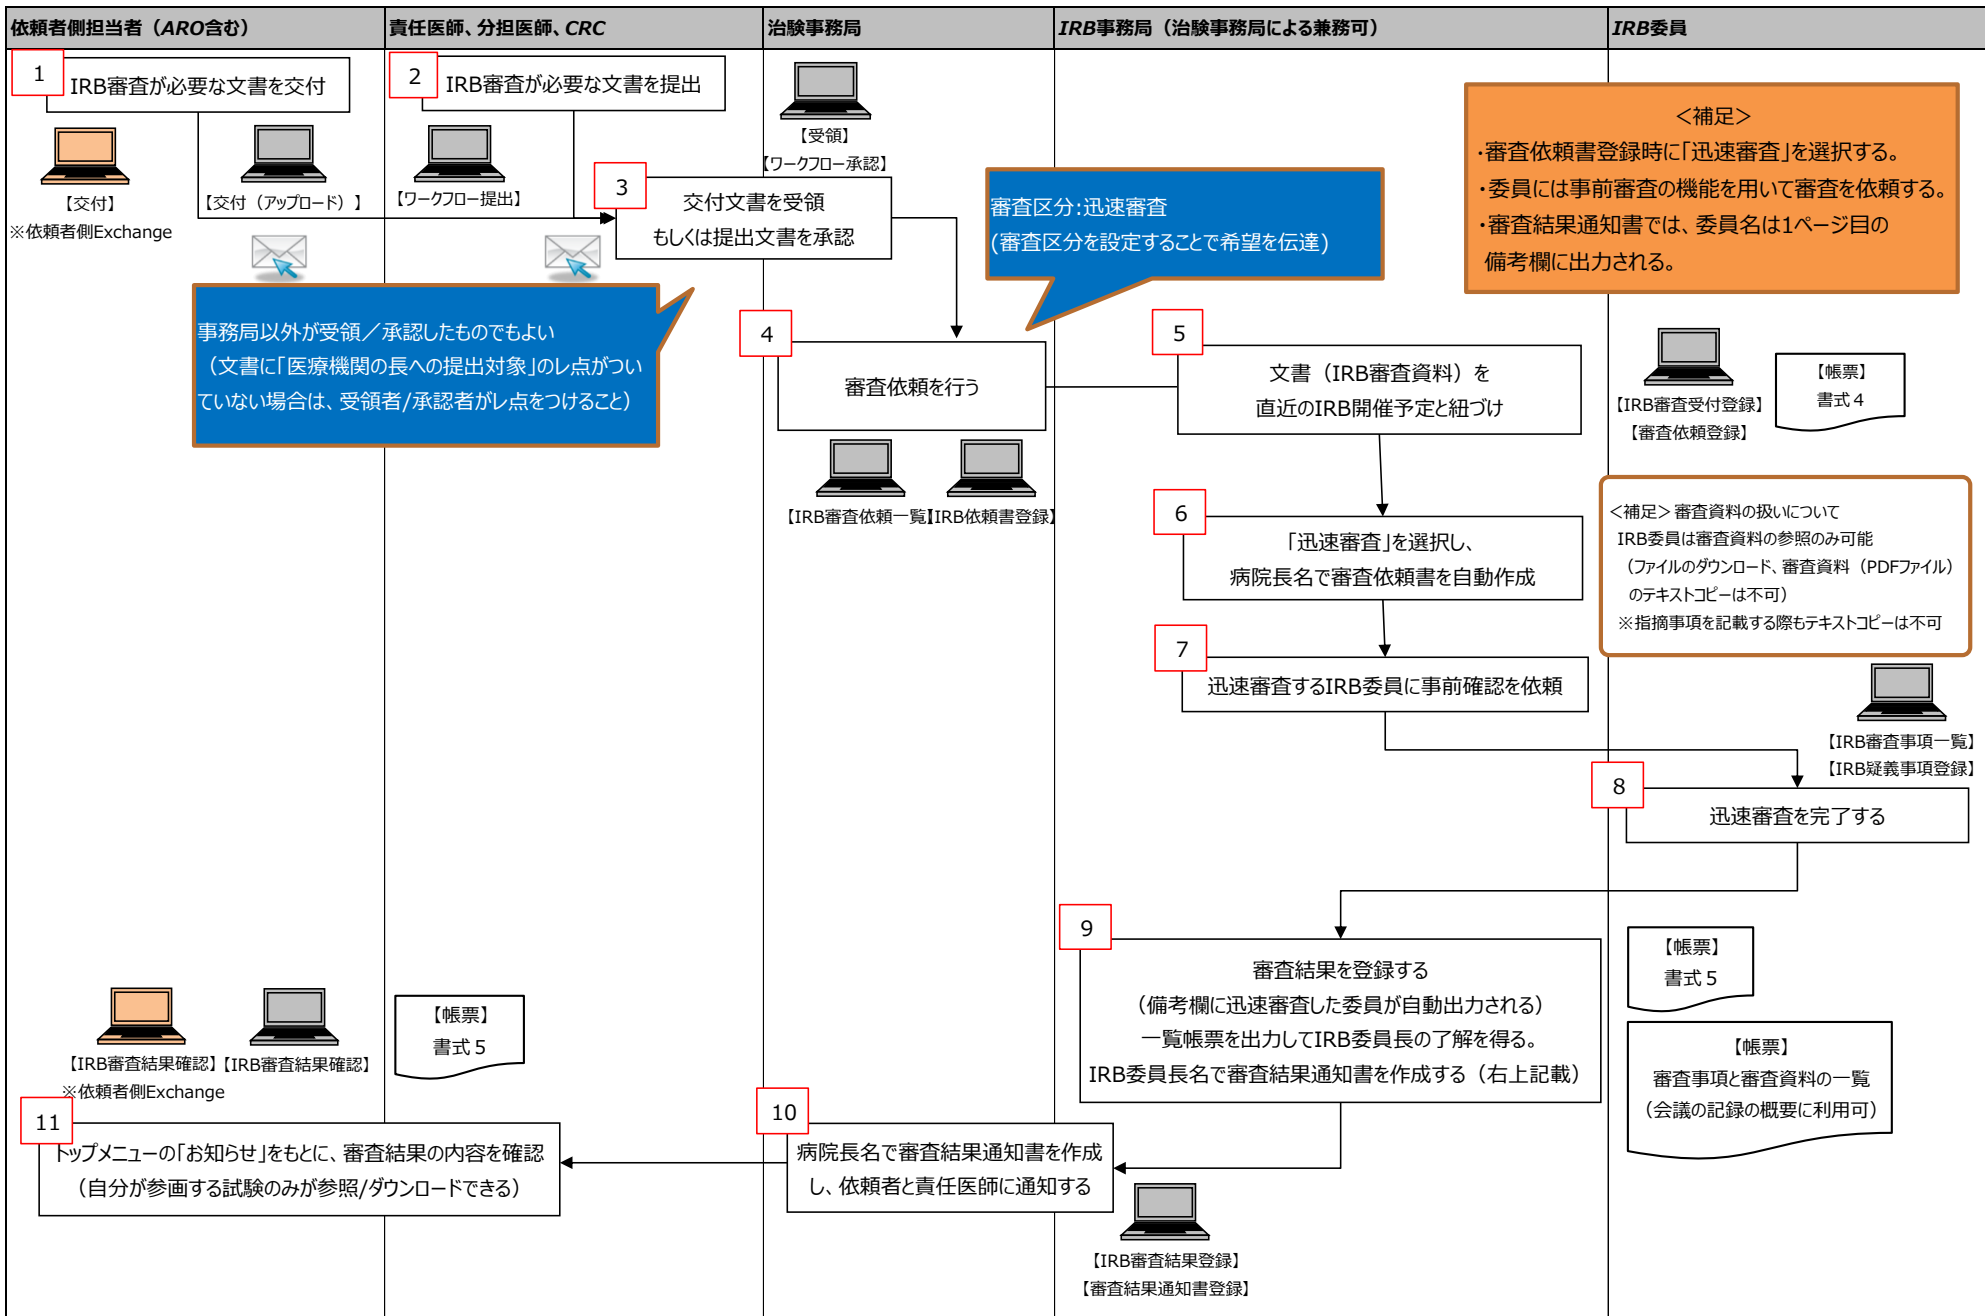 依頼者側担当者（ARO含む）
責任医師、分担医師、CRC
治験事務局
IRB事務局（治験事務局による兼務可）
IRB委員
1
IRB審査が必要な文書を交付
【交付】
※依頼者側Exchange
【交付（アップロード）】
2
IRB審査が必要な文書を提出
【ワークフロー提出】
【受領】
【ワークフロー承認】
3
交付文書を受領
もしくは提出文書を承認
事務局以外が受領／承認したものでもよい
（文書に「医療機関の長への提出対象」のレ点がつい
ていない場合は、受領者/承認者がレ点をつけること）
審査区分:迅速審査
(審査区分を設定することで希望を伝達)
＜補足＞
・審査依頼書登録時に「迅速審査」を選択する。
・委員には事前審査の機能を用いて審査を依頼する。
・審査結果通知書では、委員名は1ページ目の
備考欄に出力される。
4
審査依頼を行う
【IRB審査依頼一覧】
【IRB依頼書登録】
5
文書（IRB審査資料）を
直近のIRB開催予定と紐づけ
【IRB審査受付登録】
【審査依頼登録】
【帳票】
書式４
6
「迅速審査」を選択し、
病院長名で審査依頼書を自動作成
＜補足＞審査資料の扱いについて
IRB委員は審査資料の参照のみ可能
（ファイルのダウンロード、審査資料（PDFファイル）
のテキストコピーは不可）
※指摘事項を記載する際もテキストコピーは不可
7
迅速審査するIRB委員に事前確認を依頼
【IRB審査事項一覧】
【IRB疑義事項登録】
8
迅速審査を完了する
9
審査結果を登録する
（備考欄に迅速審査した委員が自動出力される）
一覧帳票を出力してIRB委員長の了解を得る。
IRB委員長名で審査結果通知書を作成する（右上記載）
【帳票】
書式５
【帳票】
審査事項と審査資料の一覧
（会議の記録の概要に利用可）
10
病院長名で審査結果通知書を作成
し、依頼者と責任医師に通知する
【IRB審査結果登録】
【審査結果通知書登録】
【IRB審査結果確認】
※依頼者側Exchange
【IRB審査結果確認】
【帳票】
書式５
11
トップメニューの「お知らせ」をもとに、審査結果の内容を確認
（自分が参画する試験のみが参照/ダウンロードできる）